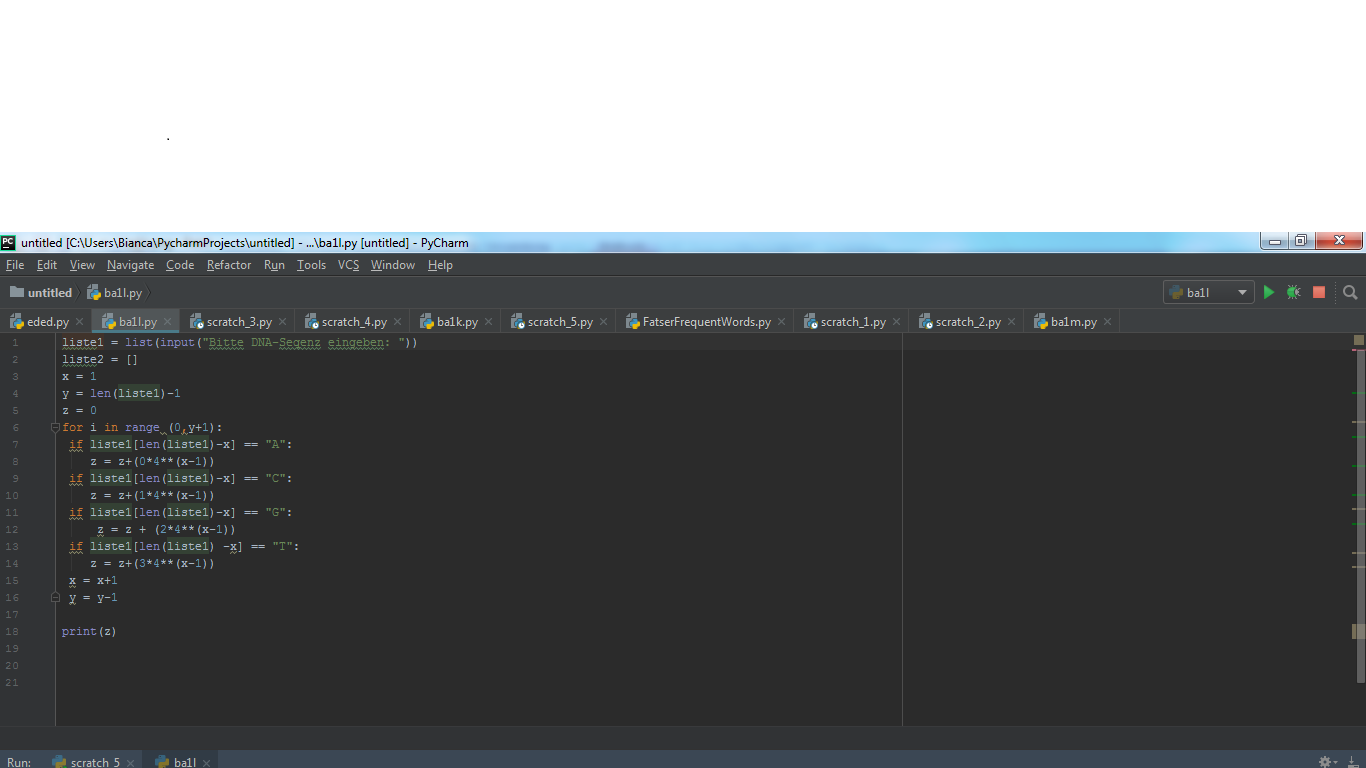 .
untitled [C:\Users\Bianca\PycharmProjects\untitled] - ...\ba1l.py [untitled] - PyCharm
File Edit View Navigate Code Refactor Run Tools VCS Window Help
untitled ba1l.py ba1l
eded.py ba1l.py scratch_3.py scratch_4.py ba1k.py scratch_5.py FatserFrequentWords.py scratch_1.py scratch_2.py ba1m.py
1 liste1 = list(input("Bitte DNA-Seqenz eingeben: "))
2 liste2 = []
3 x = 1
4 y = len(liste1)-1
5 z = 0
6 for i in range (0,y+1):
7 if liste1[len(liste1)-x] == "A":
8 z = z+(0*4**(x-1))
9 if liste1[len(liste1)-x] == "C":
10 z = z+(1*4**(x-1))
11 if liste1[len(liste1)-x] == "G":
12 z = z + (2*4**(x-1))
13 if liste1[len(liste1) -x] == "T":
14 z = z+(3*4**(x-1))
15 x = x+1
16 y = y-1
17
18 print(z)
19
20
21
Run: scratch_5 ba1l